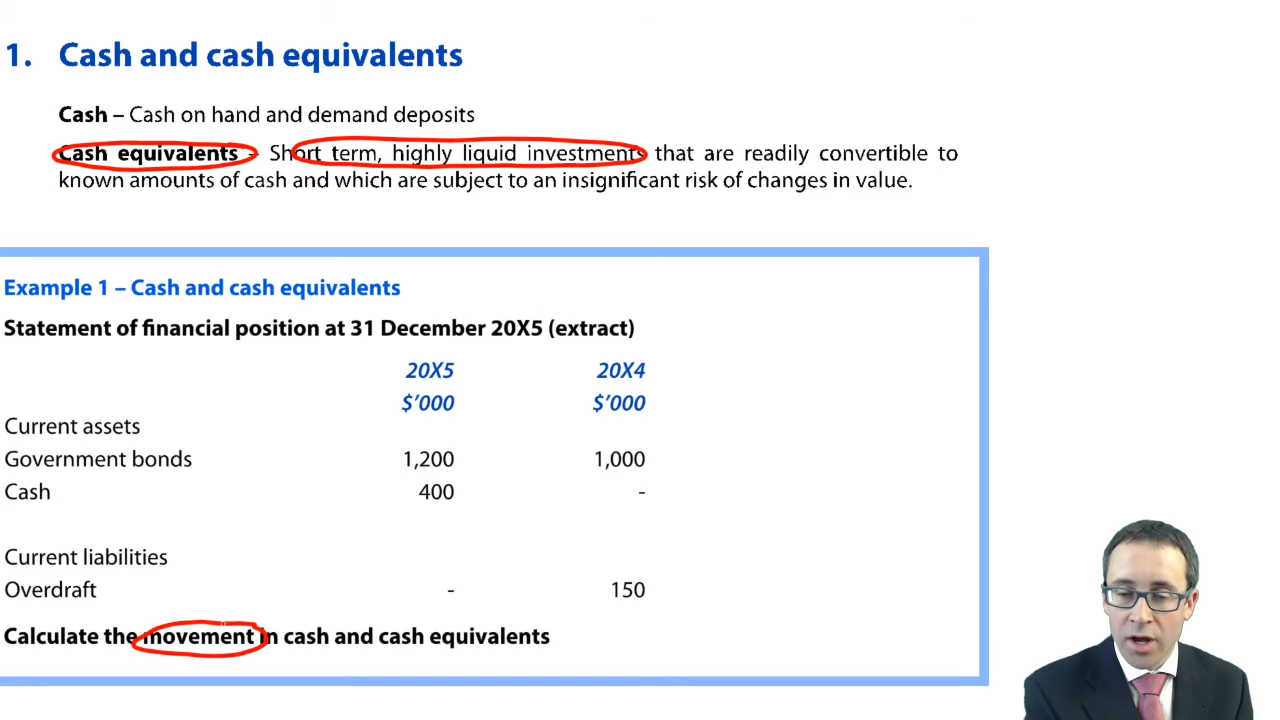 1. Cash and cash equivalents
Cash – Cash on hand and demand deposits
Cash equivalents – Short term, highly liquid investments that are readily convertible to
known amounts of cash and which are subject to an insignificant risk of changes in value.
Example 1 – Cash and cash equivalents
Statement of financial position at 31 December 20X5 (extract)
20X5 20X4
$'000 $'000
Current assets
Government bonds 1,200 1,000
Cash 400 -
Current liabilities
Overdraft - 150
Calculate the movement in cash and cash equivalents